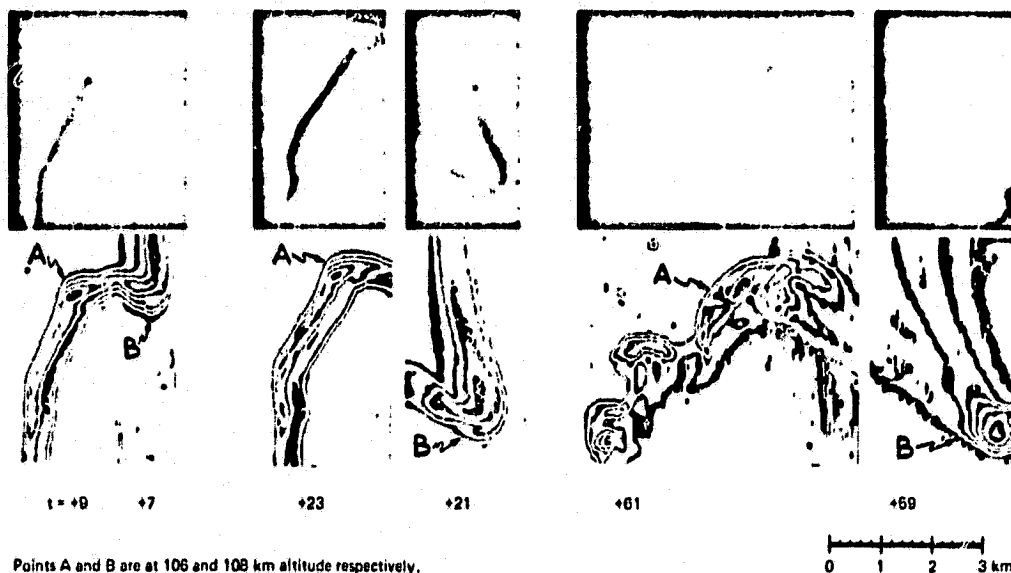 A
B
A
B
A
B
t = +9 +7 +23 +21 +61 +59
0 1 2 3 km
Points A and B are at 106 and 108 km altitude respectively.